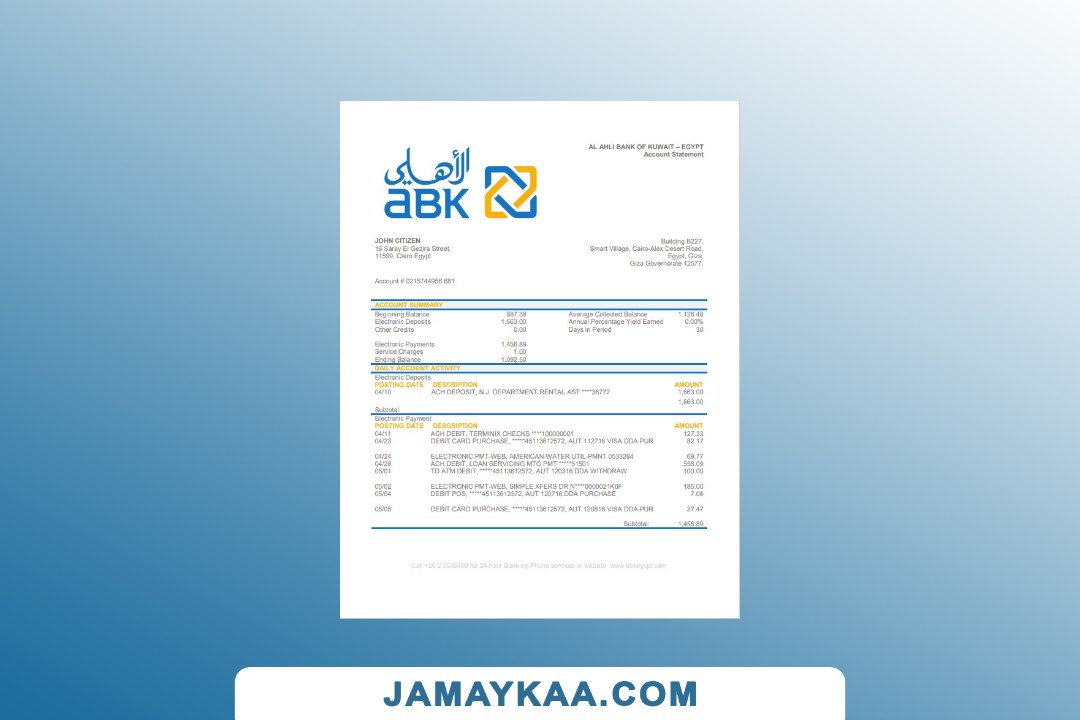 AL AHLI BANK OF KUWAIT – EGYPT
Account Statement
الأهلي
aBK
JOHN CITIZEN
16 Saray El Gezira Street,
11599, Cairo Egypt
Building B227,
Smart Village, Cairo-Alex Desert Road,
Egypt, Giza,
Giza Governorate 12577,
Account # 0215744956 681
ACCOUNT SUMMARY
Beginning Balance 887.39 Average Collected Balance 1,128.48
Electronic Deposits 1,663.00 Annual Percentage Yield Earned 0.00%
Other Credits 0.00 Days in Period 30
Electronic Payments 1,456.89
Service Charges 1.00
Ending Balance 1,092.50
DAILY ACCOUNT ACTIVITY
Electronic Deposits
POSTING DATE DESCRIPTION AMOUNT
04/10 ACH DEPOSIT, N.J. DEPARTMENT RENTAL AST ****36772 1,663.00
1,663.00
Subtotal:
Electronic Payment
POSTING DATE DESCRIPTION AMOUNT
04/11 ACH DEBIT, TERMINIX CHECKS ****100000001 127.33
04/23 DEBIT CARD PURCHASE, *****45113612572, AUT 112716 VISA DDA PUR 82.17
04/24 ELECTRONIC PMT-WEB, AMERICAN-WATER UTIL-PMNT 0533284 69.77
04/28 ACH DEBIT, LOAN SERVICING MTG PMT *****51501 558.09
05/01 TD ATM DEBIT, *****45113612572, AUT 120316 DDA WITHDRAW 100.00
05/02 ELECTRONIC PMT-WEB, SIMPLE XFERS DR N****0000021K6F 185.00
05/04 DEBIT POS, *****45113612572, AUT 120716 DDA PURCHASE 7.06
05/05 DEBIT CARD PURCHASE, *****45113612572, AUT 120816 VISA DDA PUR 27.47
Subtotal: 1,456.89
Call +20 2 3535400 for 24-hour Bank-by-Phone services or website www.abkegypt.com
JAMAYKAA.COM